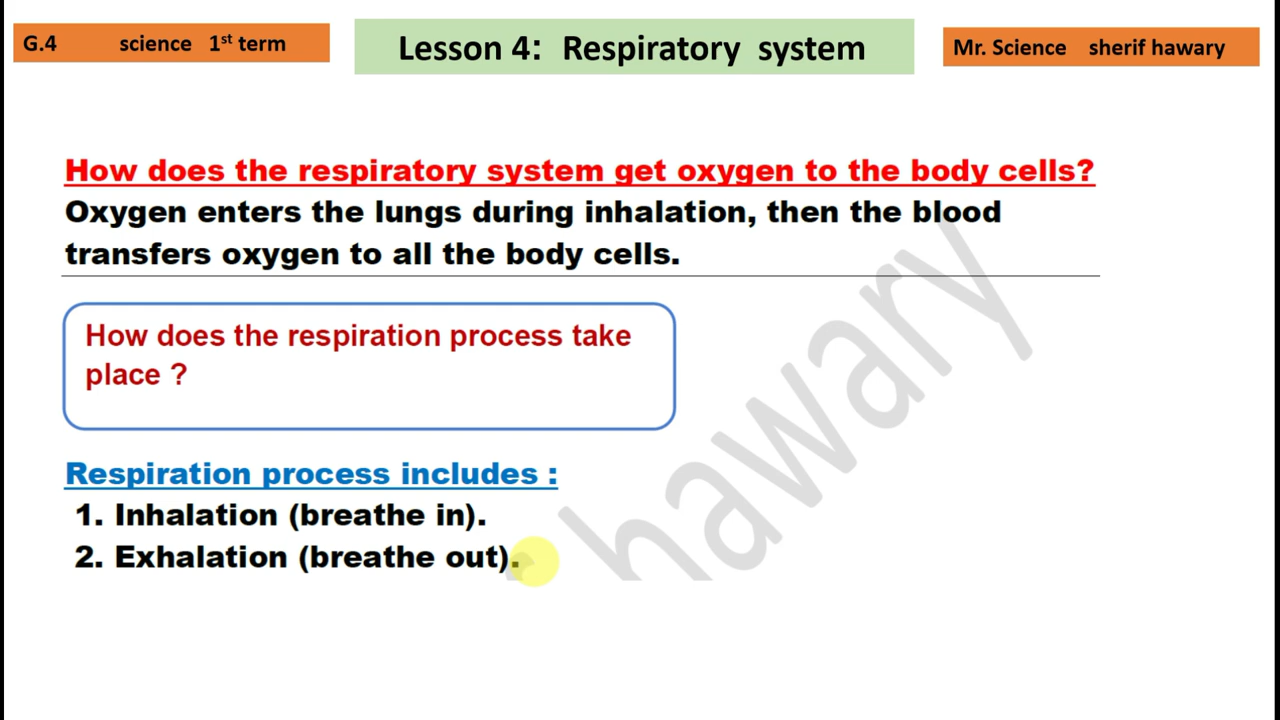 G.4 science 1st term
Lesson 4: Respiratory system
Mr. Science sherif hawary
How does the respiratory system get oxygen to the body cells?
Oxygen enters the lungs during inhalation, then the blood
transfers oxygen to all the body cells.
How does the respiration process take
place ?
Respiration process includes :
1. Inhalation (breathe in).
2. Exhalation (breathe out).
hawary